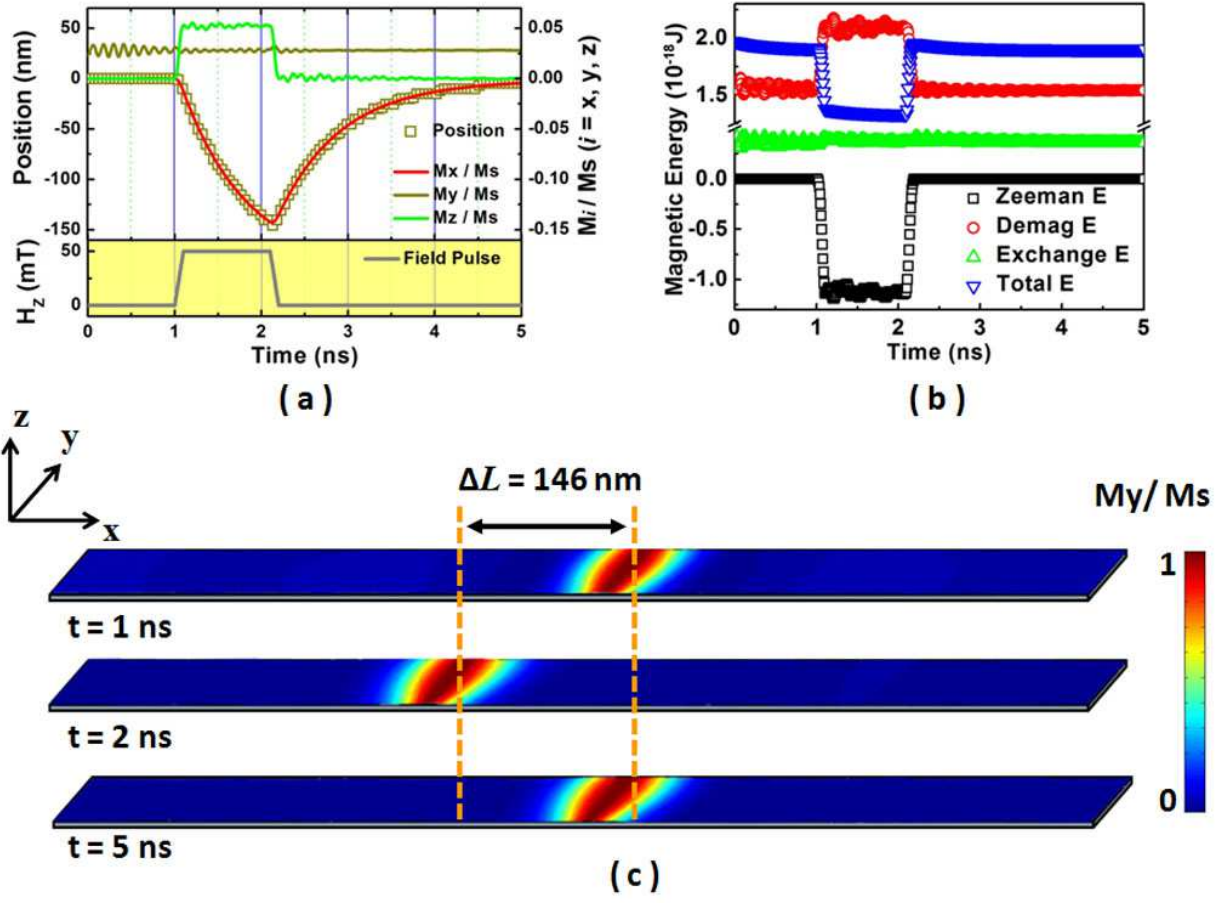 50
0
-50
-100
-150
Position (nm)
0.05
0.00
-0.05
-0.10
-0.15
Mi / Ms (i = x, y, z)
Position
Mx / Ms
My / Ms
Mz / Ms
50
0
Hz (mT)
Field Pulse
0 1 2 3 4 5
Time (ns)
( a )
2.0
1.5
0.0
-0.5
-1.0
Magnetic Energy (10-18J)
Zeeman E
Demag E
Exchange E
Total E
0 1 2 3 4 5
Time (ns)
( b )
z
y
x
ΔL = 146 nm
My/ Ms
1
0
t = 1 ns
t = 2 ns
t = 5 ns
( c )